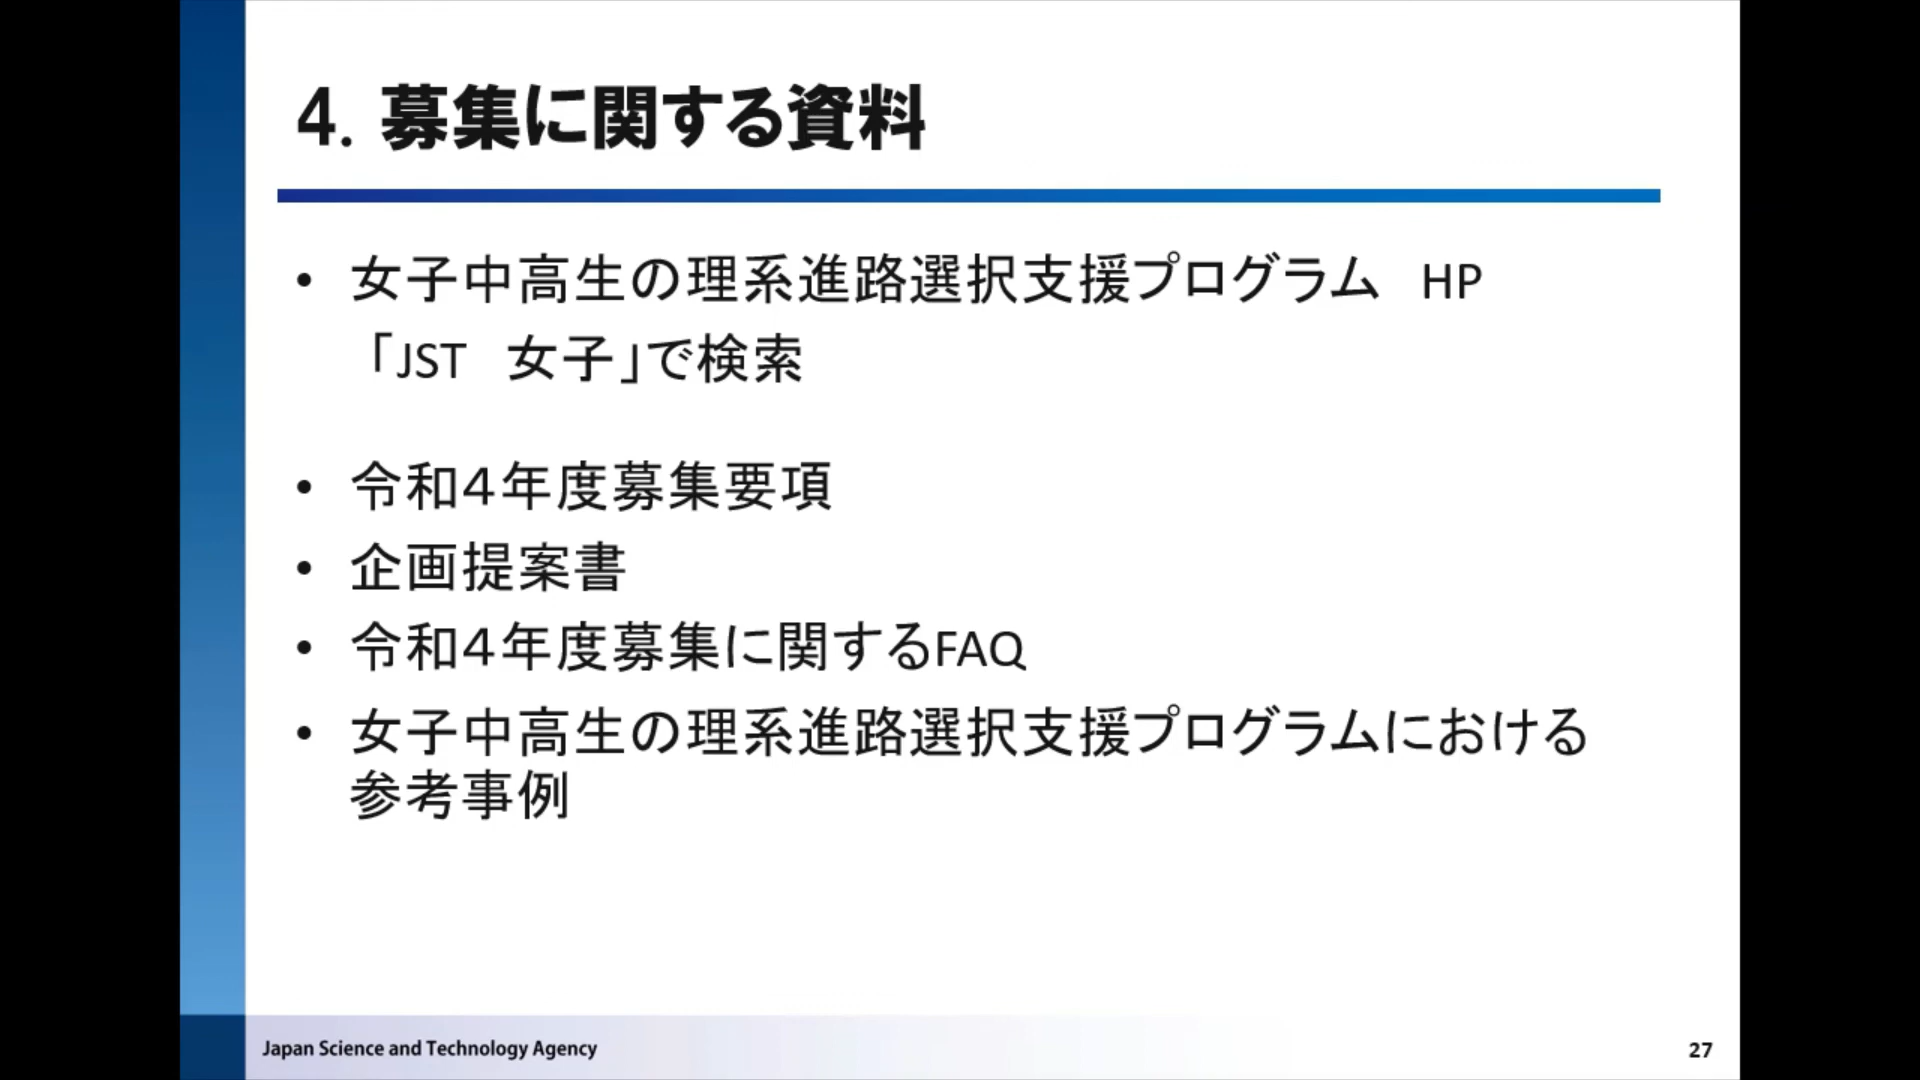 4. 募集に関する資料
• 女子中高生の理系進路選択支援プログラム　HP
「JST　女子」で検索
• 令和４年度募集要項
• 企画提案書
• 令和４年度募集に関するFAQ
• 女子中高生の理系進路選択支援プログラムにおける
参考事例
Japan Science and Technology Agency
27